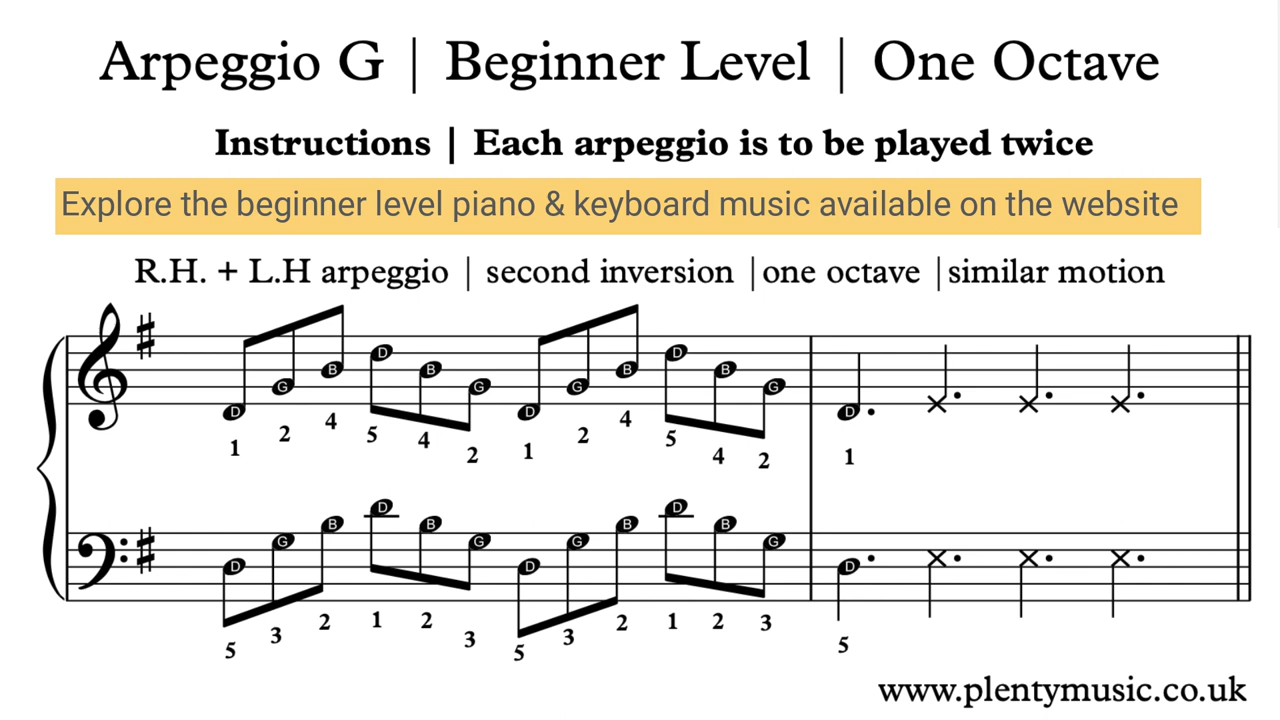 Arpeggio G | Beginner Level | One Octave
Instructions | Each arpeggio is to be played twice
Explore the beginner level piano & keyboard music available on the website
R.H. + L.H arpeggio | second inversion |one octave |similar motion
D G B D B G D G B D B G D
1 2 4 5 4 2 1 2 4 5 4 2 1
D G B D B G D G B D B G D
5 3 2 1 2 3 5 3 2 1 2 3 5
www.plentymusic.co.uk